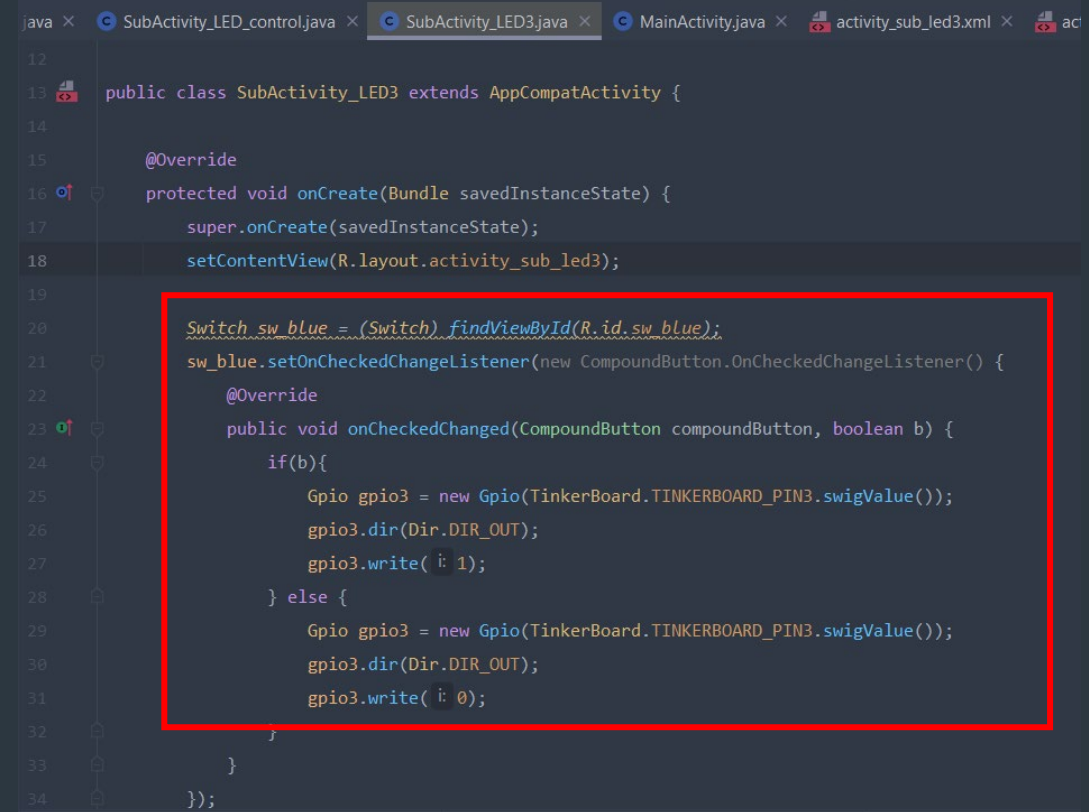 java × SubActivity_LED_control.java × SubActivity_LED3.java × MainActivity.java × activity_sub_led3.xml × ac
12
13 public class SubActivity_LED3 extends AppCompatActivity {
14
15 @Override
16 protected void onCreate(Bundle savedInstanceState) {
17 super.onCreate(savedInstanceState);
18 setContentView(R.layout.activity_sub_led3);
19
20 Switch sw_blue = (Switch) findViewById(R.id.sw_blue);
21 sw_blue.setOnCheckedChangeListener(new CompoundButton.OnCheckedChangeListener() {
22 @Override
23 public void onCheckedChanged(CompoundButton compoundButton, boolean b) {
24 if(b){
25 Gpio gpio3 = new Gpio(TinkerBoard.TINKERBOARD_PIN3.swigValue());
26 gpio3.dir(Dir.DIR_OUT);
27 gpio3.write( i: 1);
28 } else {
29 Gpio gpio3 = new Gpio(TinkerBoard.TINKERBOARD_PIN3.swigValue());
30 gpio3.dir(Dir.DIR_OUT);
31 gpio3.write( i: 0);
32 }
33 }
34 });